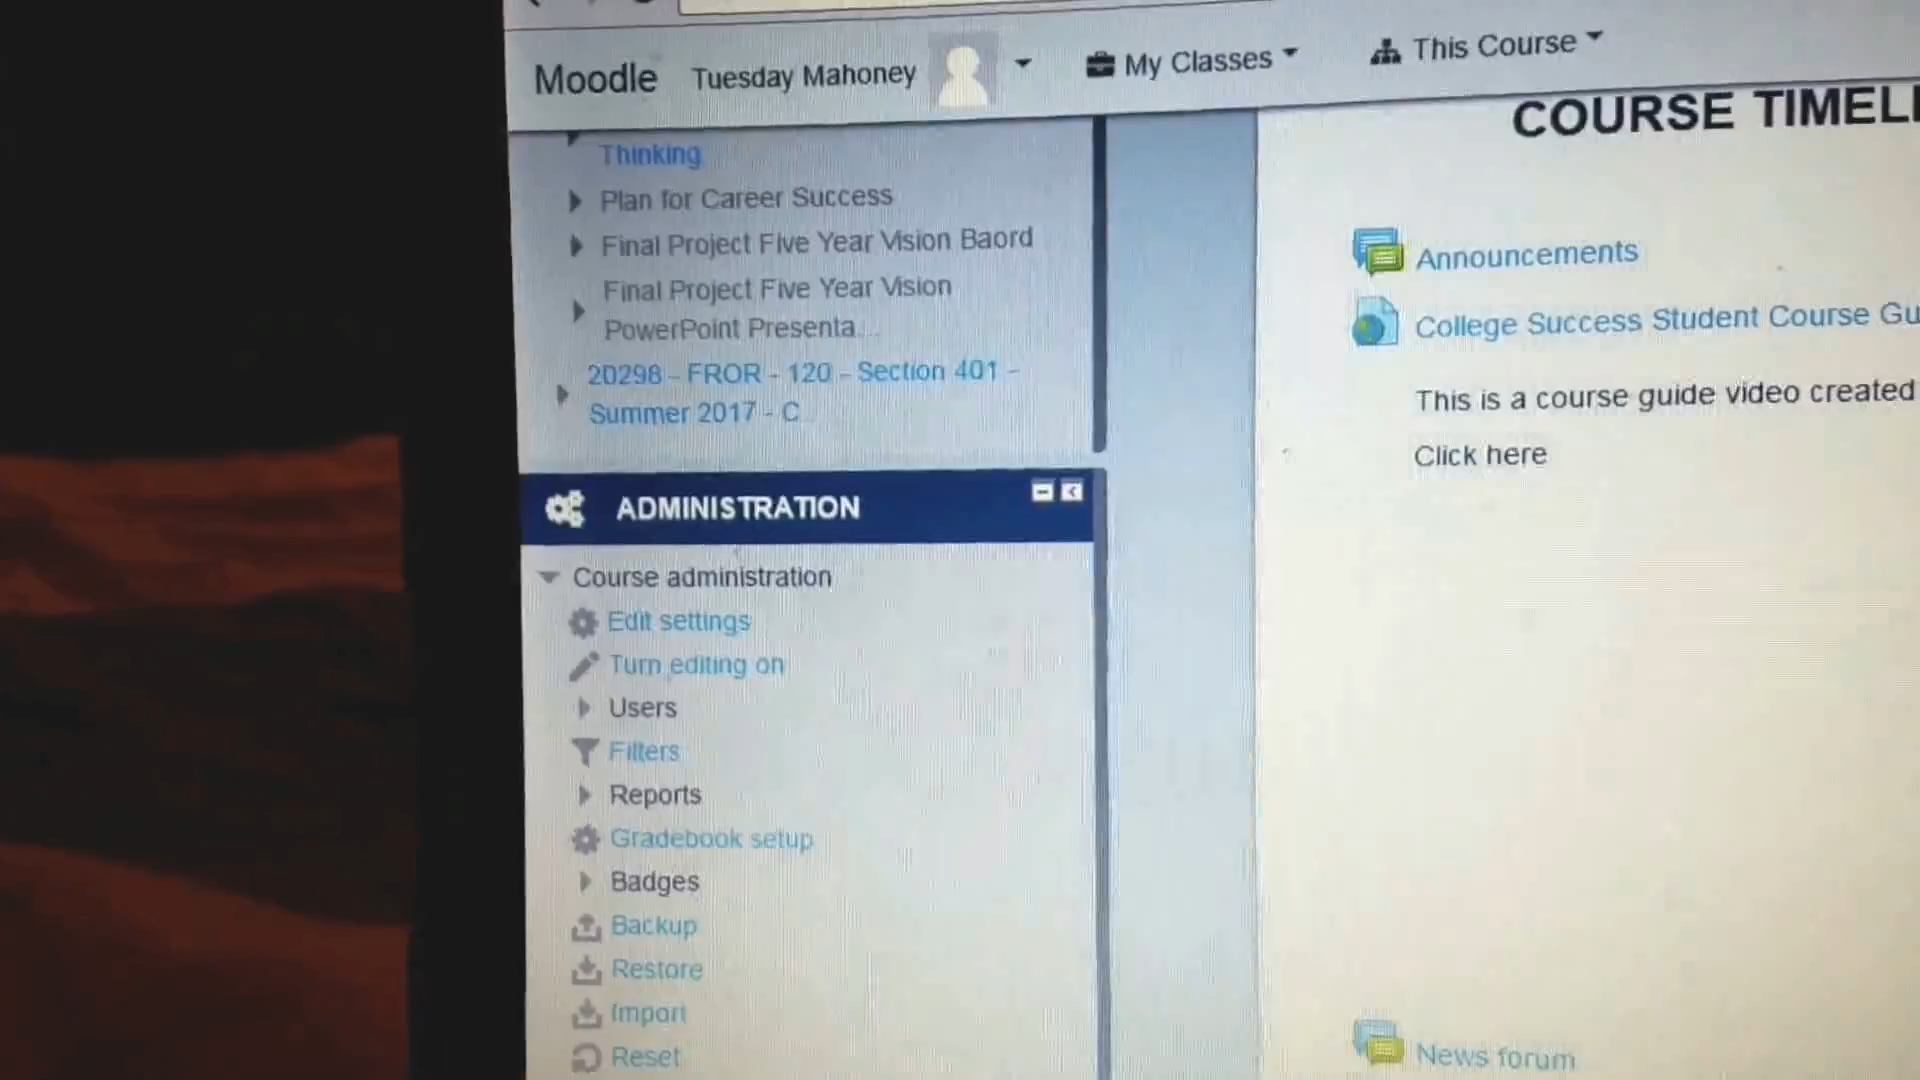 Moodle Tuesday Mahoney My Classes This Course
Thinking
Plan for Career Success
Final Project Five Year Vision Baord
Final Project Five Year Vision
PowerPoint Presenta...
20298 - FROR - 120 - Section 401 -
Summer 2017 - C...
ADMINISTRATION
Course administration
Edit settings
Turn editing on
Users
Filters
Reports
Gradebook setup
Badges
Backup
Restore
Import
Reset
COURSE TIMELI
Announcements
College Success Student Course Gu
This is a course guide video created
Click here
News forum